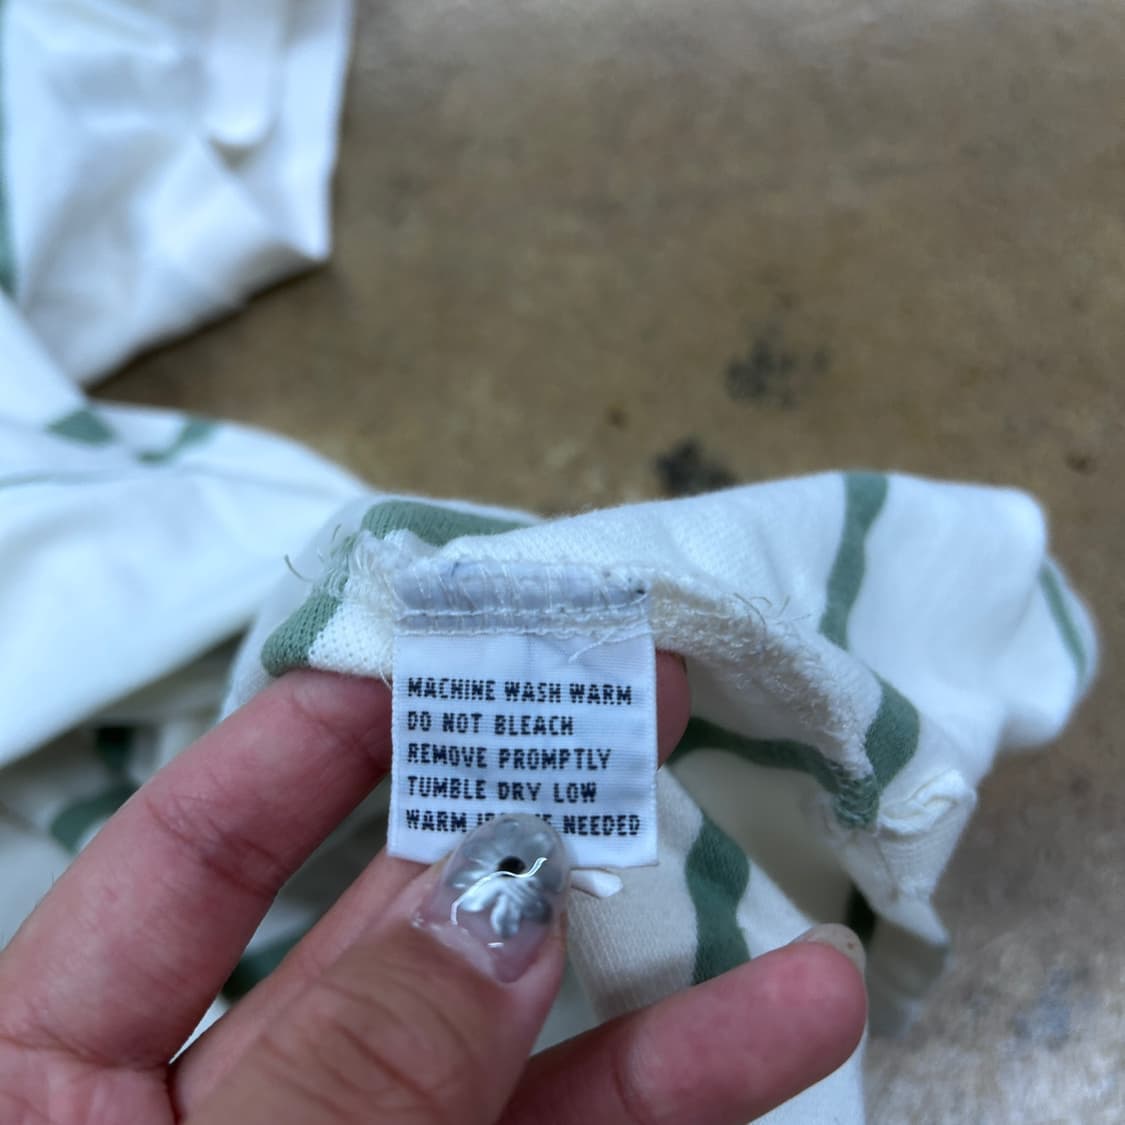 MACHINE WASH WARM
DO NOT BLEACH
REMOVE PROMPTLY
TUMBLE DRY LOW
WARM NEEDED